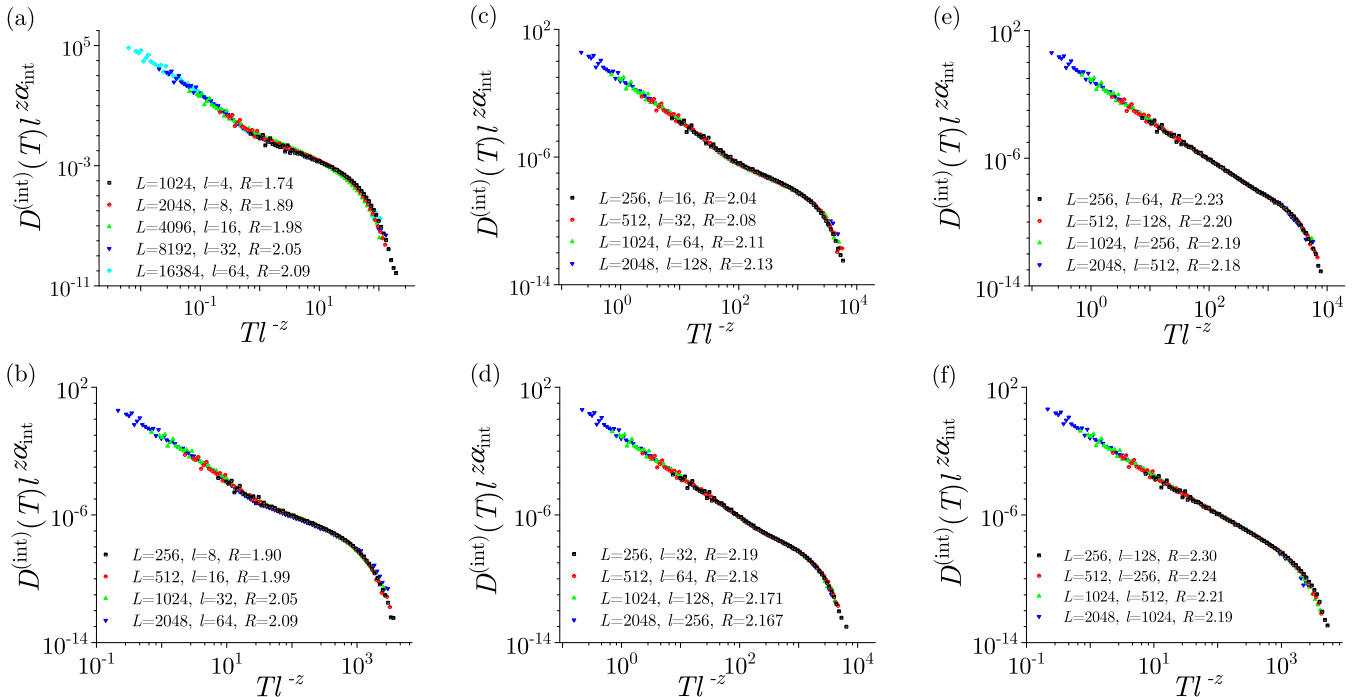 (a)
D^(int)(T) l^zα_int
10^5
10^-3
10^-11
L=1024, l=4, R=1.74
L=2048, l=8, R=1.89
L=4096, l=16, R=1.98
L=8192, l=32, R=2.05
L=16384, l=64, R=2.09
10^-1
10^1
Tl^-z
(c)
D^(int)(T) l^zα_int
10^2
10^-6
10^-14
L=256, l=16, R=2.04
L=512, l=32, R=2.08
L=1024, l=64, R=2.11
L=2048, l=128, R=2.13
10^0
10^2
10^4
Tl^-z
(e)
D^(int)(T) l^zα_int
10^2
10^-6
10^-14
L=256, l=64, R=2.23
L=512, l=128, R=2.20
L=1024, l=256, R=2.19
L=2048, l=512, R=2.18
10^0
10^2
10^4
Tl^-z
(b)
D^(int)(T) l^zα_int
10^2
10^-6
10^-14
L=256, l=8, R=1.90
L=512, l=16, R=1.99
L=1024, l=32, R=2.05
L=2048, l=64, R=2.09
10^-1
10^1
10^3
Tl^-z
(d)
D^(int)(T) l^zα_int
10^2
10^-6
10^-14
L=256, l=32, R=2.19
L=512, l=64, R=2.18
L=1024, l=128, R=2.171
L=2048, l=256, R=2.167
10^0
10^2
10^4
Tl^-z
(f)
D^(int)(T) l^zα_int
10^2
10^-6
10^-14
L=256, l=128, R=2.30
L=512, l=256, R=2.24
L=1024, l=512, R=2.21
L=2048, l=1024, R=2.19
10^-1
10^1
10^3
Tl^-z